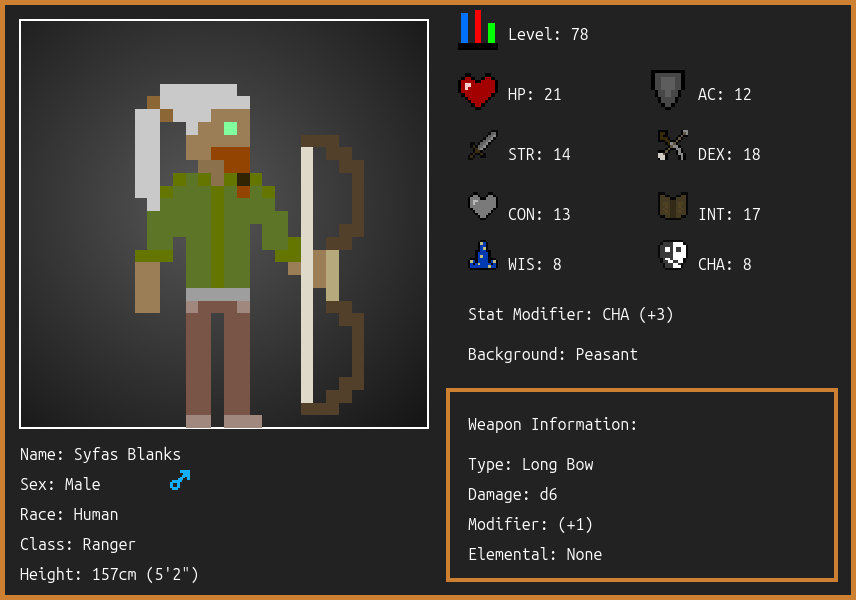 Level: 78
HP: 21
AC: 12
STR: 14
DEX: 18
CON: 13
INT: 17
WIS: 8
CHA: 8
Stat Modifier: CHA (+3)
Background: Peasant
Weapon Information:
Type: Long Bow
Damage: d6
Modifier: (+1)
Elemental: None
Name: Syfas Blanks
Sex: Male
Race: Human
Class: Ranger
Height: 157cm (5'2")